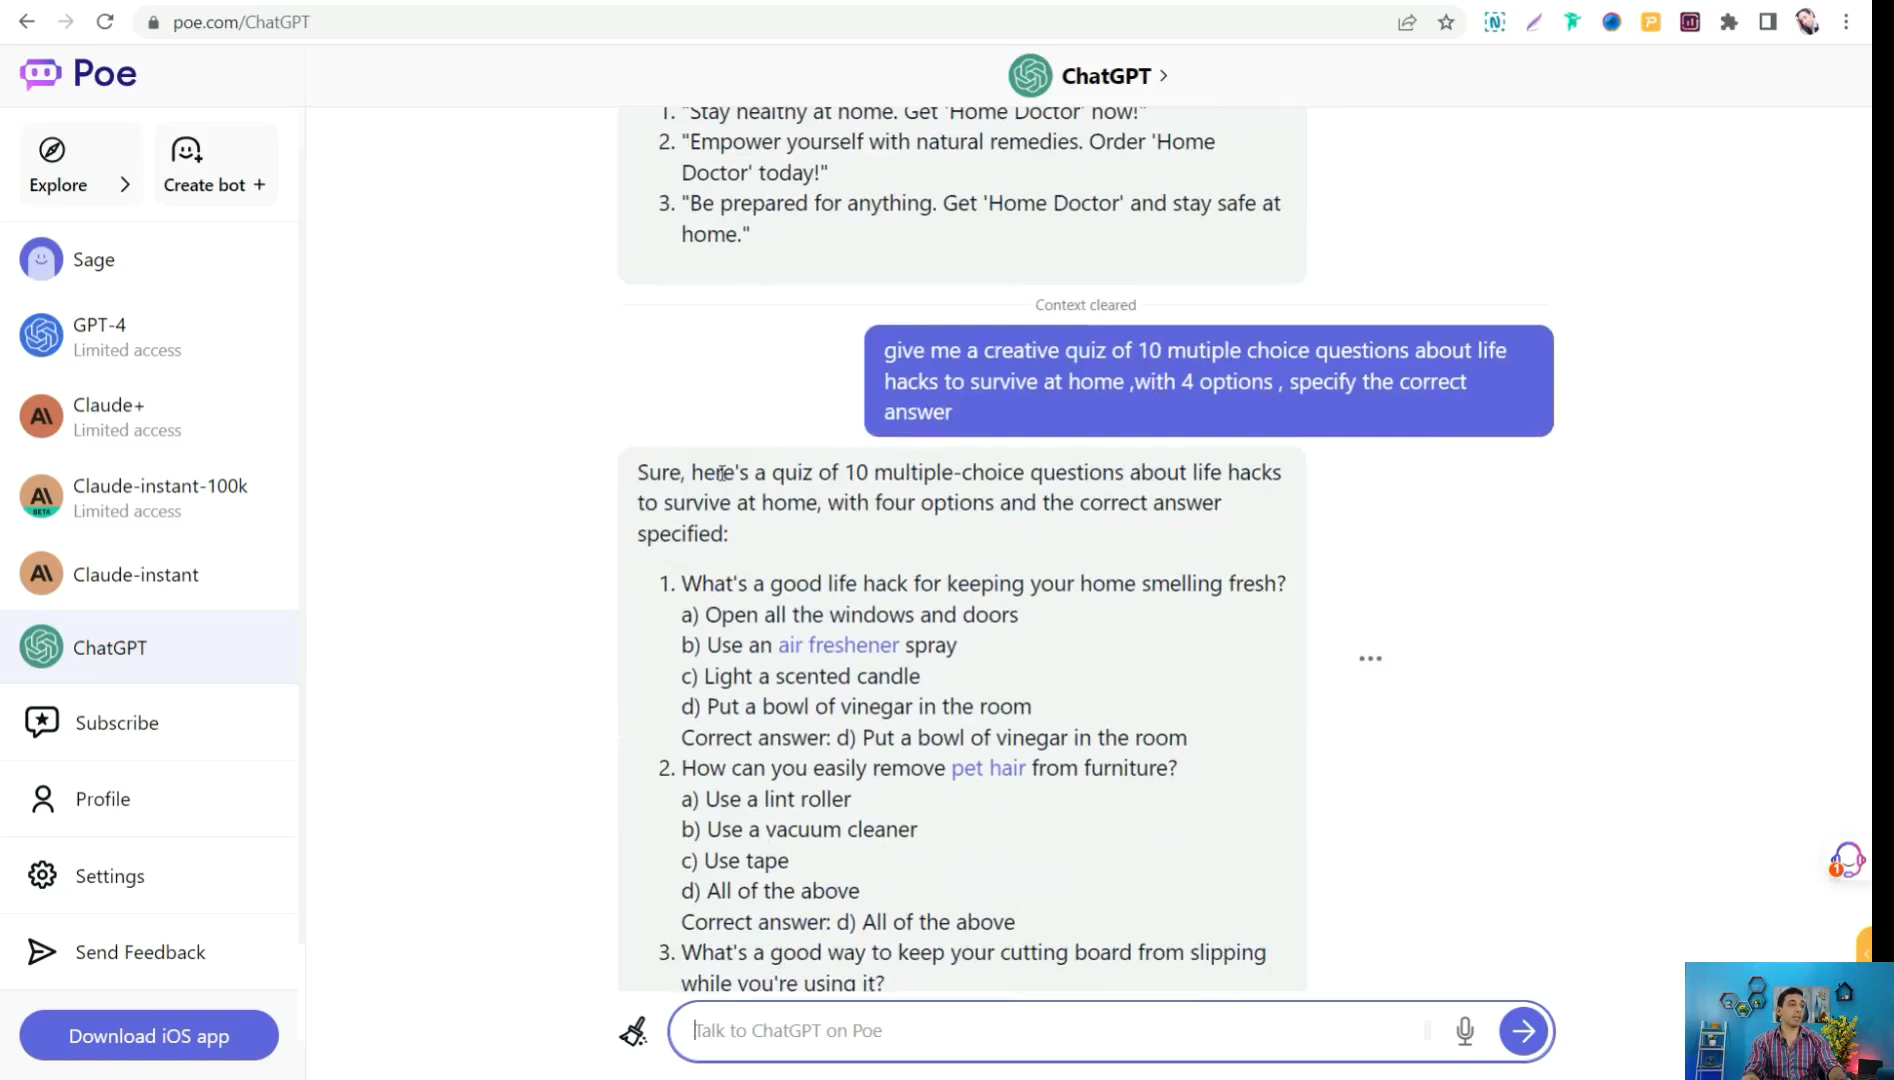 poe.com/ChatGPT
Poe
Explore
Create bot +
Sage
GPT-4
Limited access
Claude+
Limited access
Claude-instant-100k
Limited access
BETA
Claude-instant
ChatGPT
Subscribe
Profile
Settings
Send Feedback
Download iOS app
ChatGPT
1. "Stay healthy at home. Get 'Home Doctor' now!"
2. "Empower yourself with natural remedies. Order 'Home
Doctor' today!"
3. "Be prepared for anything. Get 'Home Doctor' and stay safe at
home."
Context cleared
give me a creative quiz of 10 mutiple choice questions about life
hacks to survive at home ,with 4 options , specify the correct
answer
Sure, here's a quiz of 10 multiple-choice questions about life hacks
to survive at home, with four options and the correct answer
specified:
1. What's a good life hack for keeping your home smelling fresh?
a) Open all the windows and doors
b) Use an air freshener spray
c) Light a scented candle
d) Put a bowl of vinegar in the room
Correct answer: d) Put a bowl of vinegar in the room
2. How can you easily remove pet hair from furniture?
a) Use a lint roller
b) Use a vacuum cleaner
c) Use tape
d) All of the above
Correct answer: d) All of the above
3. What's a good way to keep your cutting board from slipping
while you're using it?
Talk to ChatGPT on Poe
1